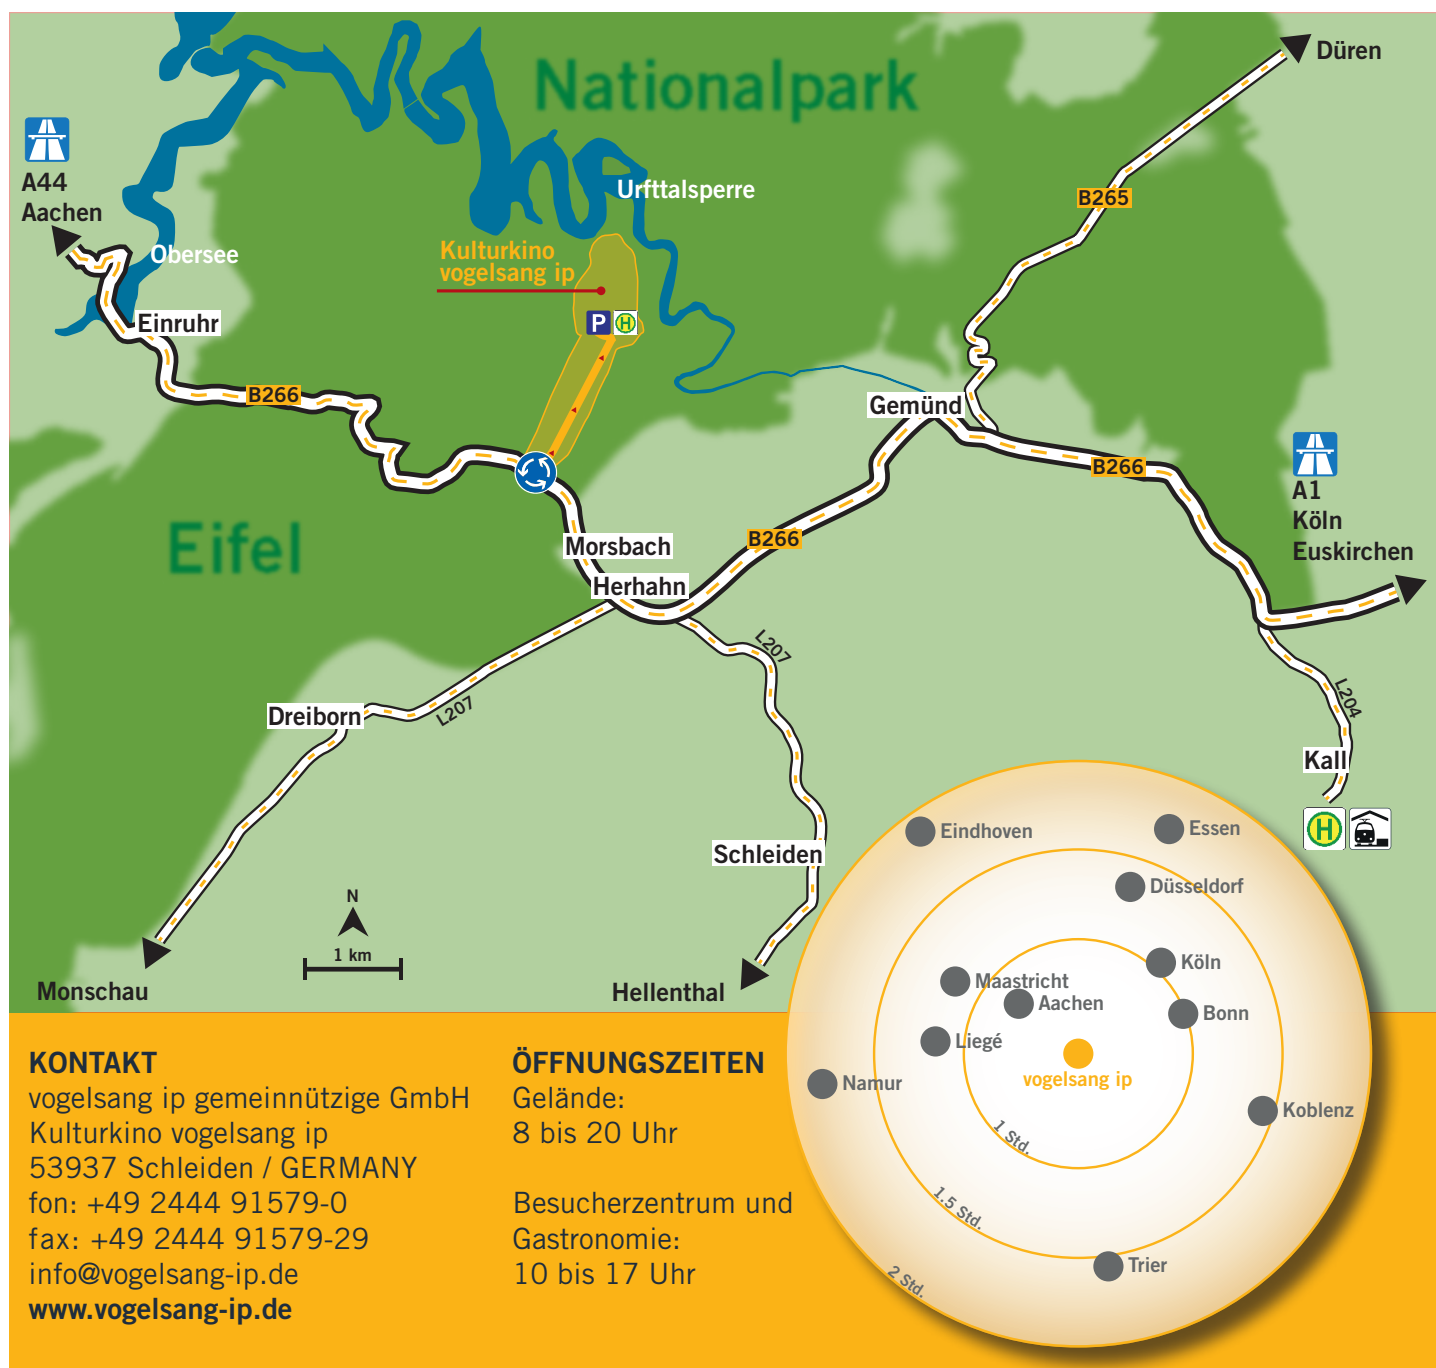 Nationalpark
Düren
A44
Aachen
B265
Urfttalsperre
Obersee
Kulturkino
vogelsang ip
P H
Einruhr
B266
Gemünd
B266
A1
Köln
Euskirchen
Eifel
Morsbach
B266
Herhahn
L207
L207
L204
Dreiborn
Kall
H
Schleiden
N
1 km
Monschau
Hellenthal
Eindhoven
Essen
Düsseldorf
Köln
Maastricht
Aachen
Bonn
Liegé
vogelsang ip
Namur
Koblenz
1 Std.
1.5 Std.
Trier
2 Std.
KONTAKT
vogelsang ip gemeinnützige GmbH
Kulturkino vogelsang ip
53937 Schleiden / GERMANY
fon: +49 2444 91579-0
fax: +49 2444 91579-29
info@vogelsang-ip.de
www.vogelsang-ip.de
ÖFFNUNGSZEITEN
Gelände:
8 bis 20 Uhr
Besucherzentrum und
Gastronomie:
10 bis 17 Uhr